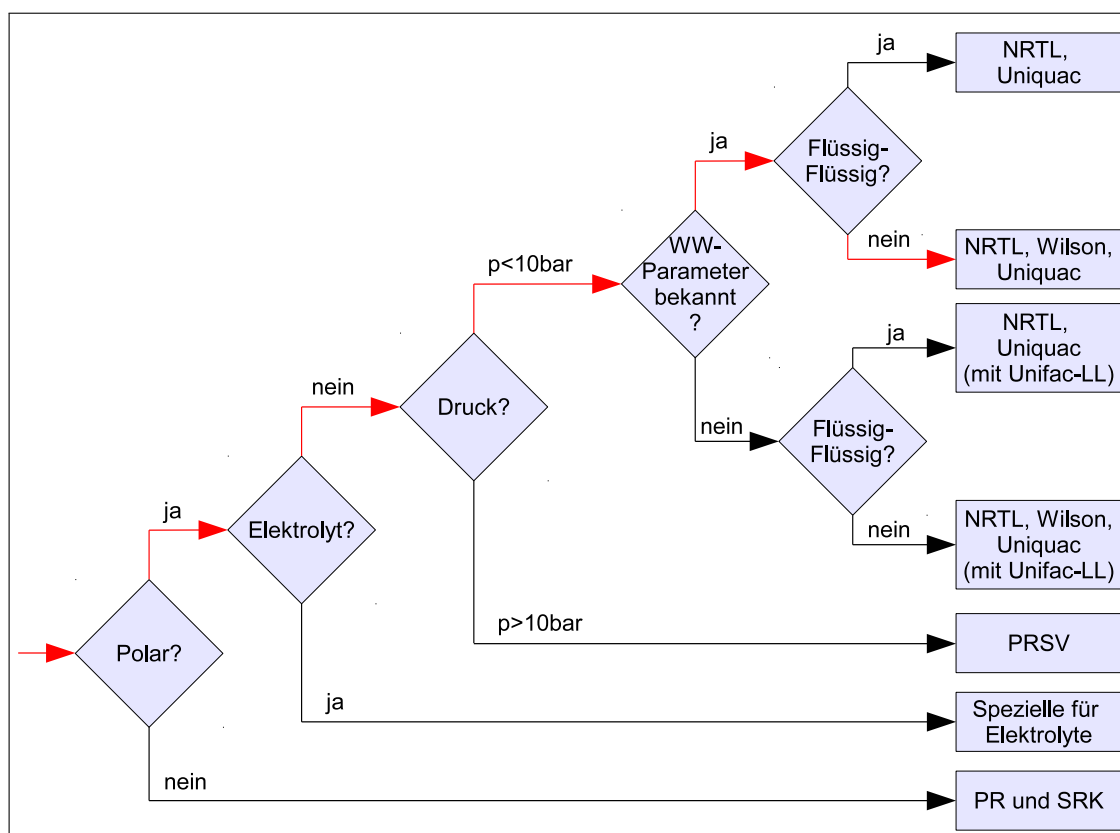 ja
NRTL,
Uniquac
ja
Flüssig-
Flüssig?
nein
NRTL, Wilson,
Uniquac
p<10bar
WW-
Parameter
bekannt
?
NRTL,
Uniquac
(mit Unifac-LL)
ja
nein
Druck?
nein
Flüssig-
Flüssig?
ja
Elektrolyt?
nein
NRTL, Wilson,
Uniquac
(mit Unifac-LL)
Polar?
p>10bar
PRSV
ja
Spezielle für
Elektrolyte
nein
PR und SRK